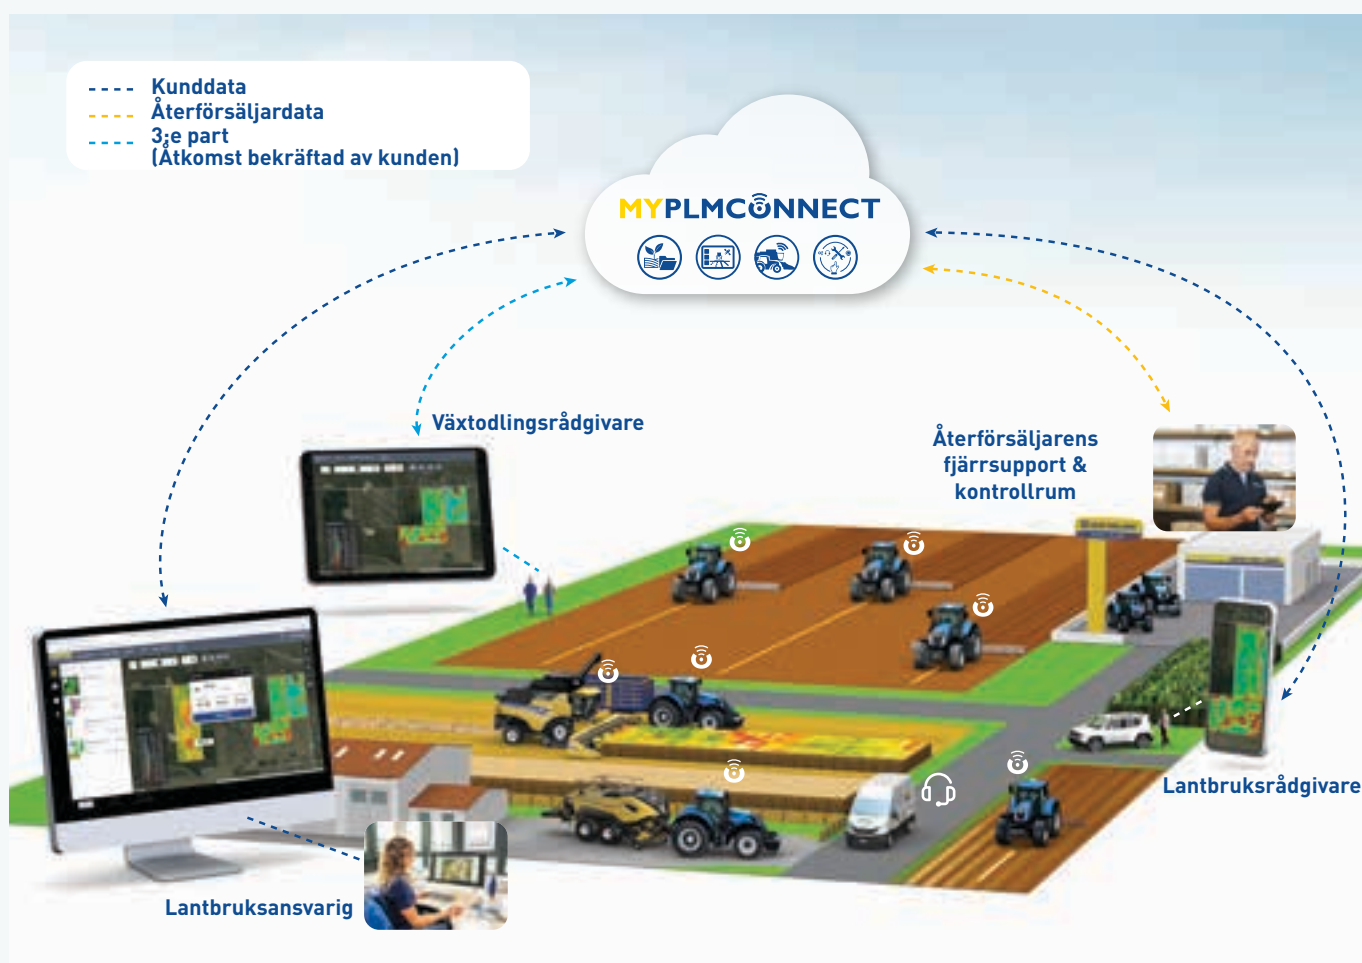 Kunddata
Återförsäljardata
3:e part
(Åtkomst bekräftad av kunden)
MYPLMCONNECT
Växtodlingsrådgivare
Återförsäljarens
fjärrsupport &
kontrollrum
Lantbruksrådgivare
Lantbruksansvarig